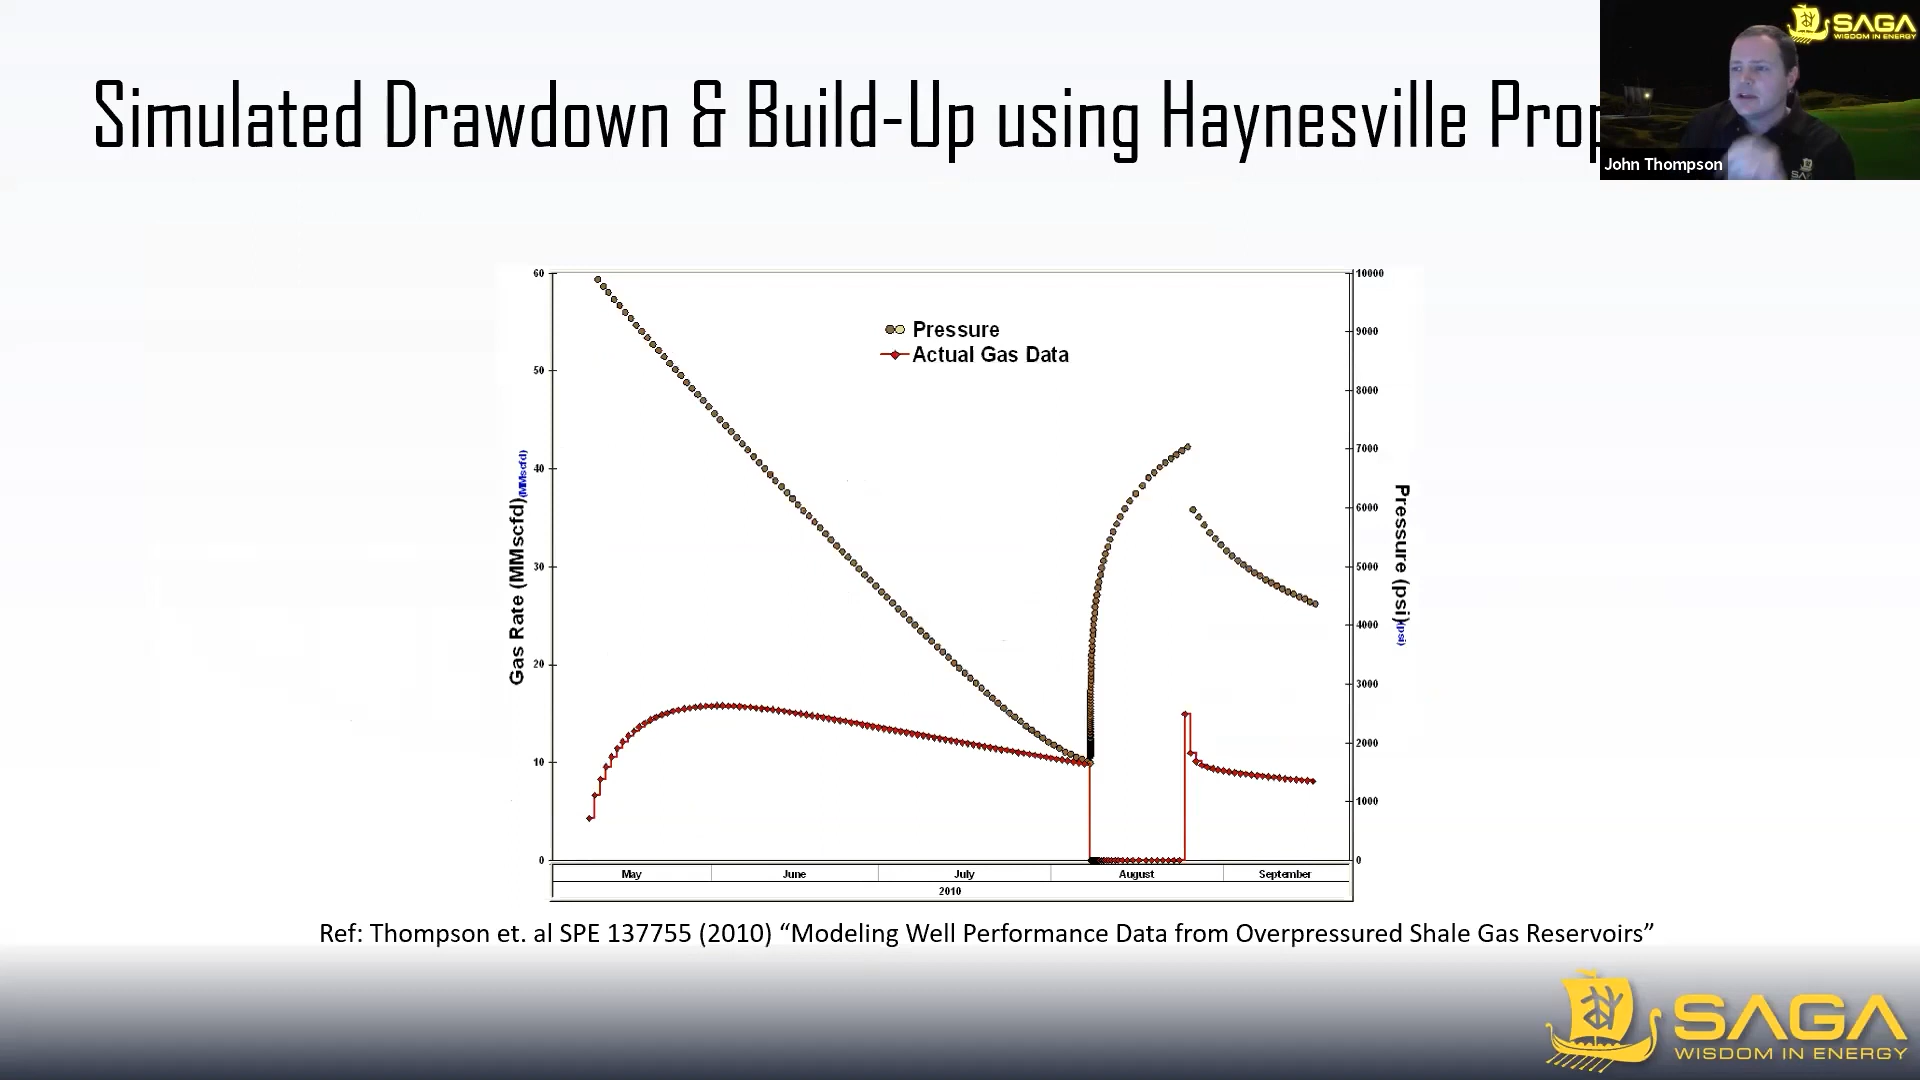 SAGA
WISDOM IN ENERGY
John Thompson
Simulated Drawdown & Build-Up using Haynesville Prop
Pressure
Actual Gas Data
Gas Rate (MMscfd)(MMscfd)
60
50
40
30
20
10
0
Pressure (psi)(psi)
10000
9000
8000
7000
6000
5000
4000
3000
2000
1000
0
May June July August September
2010
Ref: Thompson et. al SPE 137755 (2010) “Modeling Well Performance Data from Overpressured Shale Gas Reservoirs”
SAGA
WISDOM IN ENERGY